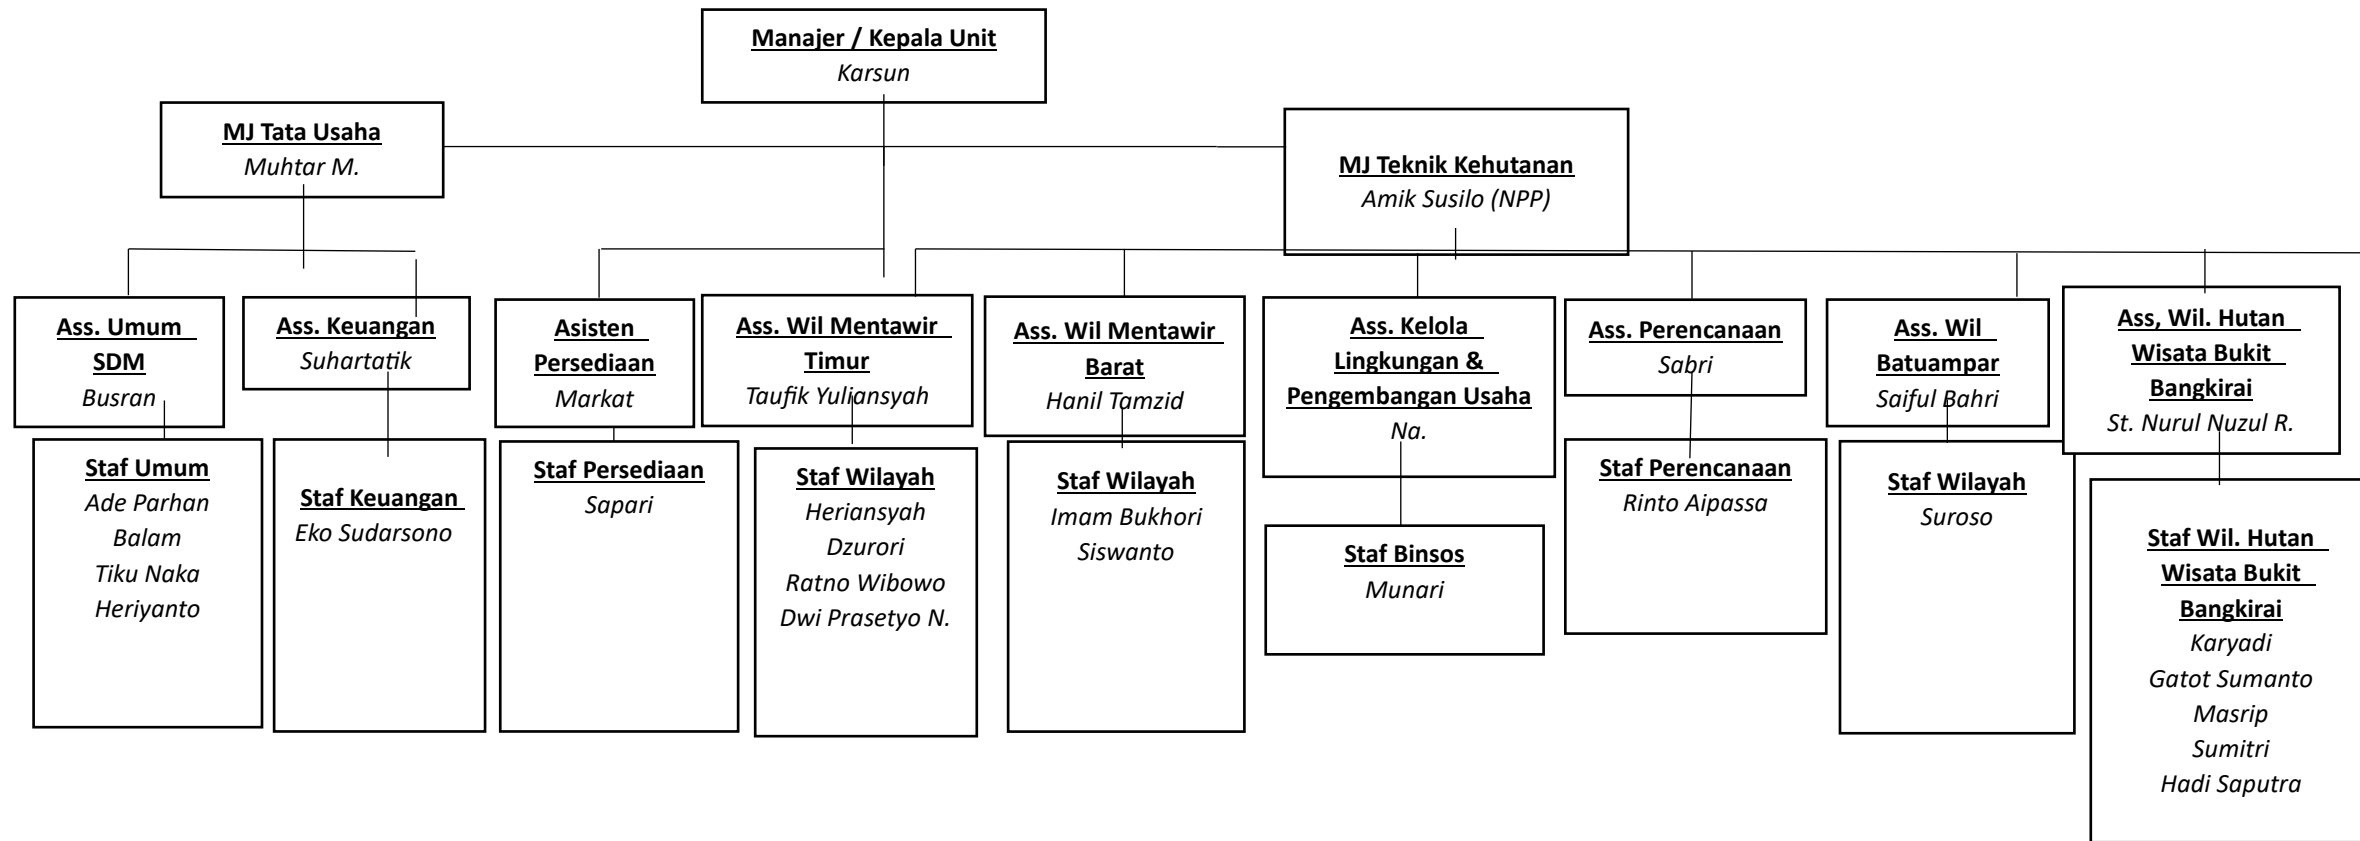 Manajer / Kepala Unit
Karsun
MJ Tata Usaha
Muhtar M.
MJ Teknik Kehutanan
Amik Susilo (NPP)
Ass. Umum
SDM
Busran
Ass. Keuangan
Suhartatik
Asisten
Persediaan
Markat
Ass. Wil Mentawir
Timur
Taufik Yuliansyah
Ass. Wil Mentawir
Barat
Hanil Tamzid
Ass. Kelola
Lingkungan &
Pengembangan Usaha
Na.
Ass. Perencanaan
Sabri
Ass. Wil
Batuampar
Saiful Bahri
Ass, Wil. Hutan
Wisata Bukit
Bangkirai
St. Nurul Nuzul R.
Staf Umum
Ade Parhan
Balam
Tiku Naka
Heriyanto
Staf Keuangan
Eko Sudarsono
Staf Persediaan
Sapari
Staf Wilayah
Heriansyah
Dzurori
Ratno Wibowo
Dwi Prasetyo N.
Staf Wilayah
Imam Bukhori
Siswanto
Staf Binsos
Munari
Staf Perencanaan
Rinto Aipassa
Staf Wilayah
Suroso
Staf Wil. Hutan
Wisata Bukit
Bangkirai
Karyadi
Gatot Sumanto
Masrip
Sumitri
Hadi Saputra